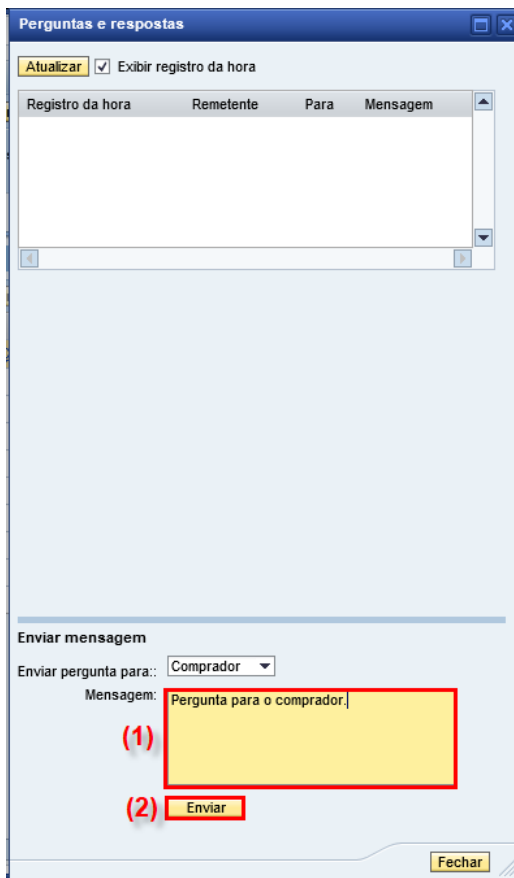 Perguntas e respostas
Atualizar Exibir registro da hora
Registro da hora Remetente Para Mensagem
Enviar mensagem
Enviar pergunta para:: Comprador
Mensagem: Pergunta para o comprador.
(1)
(2) Enviar
Fechar